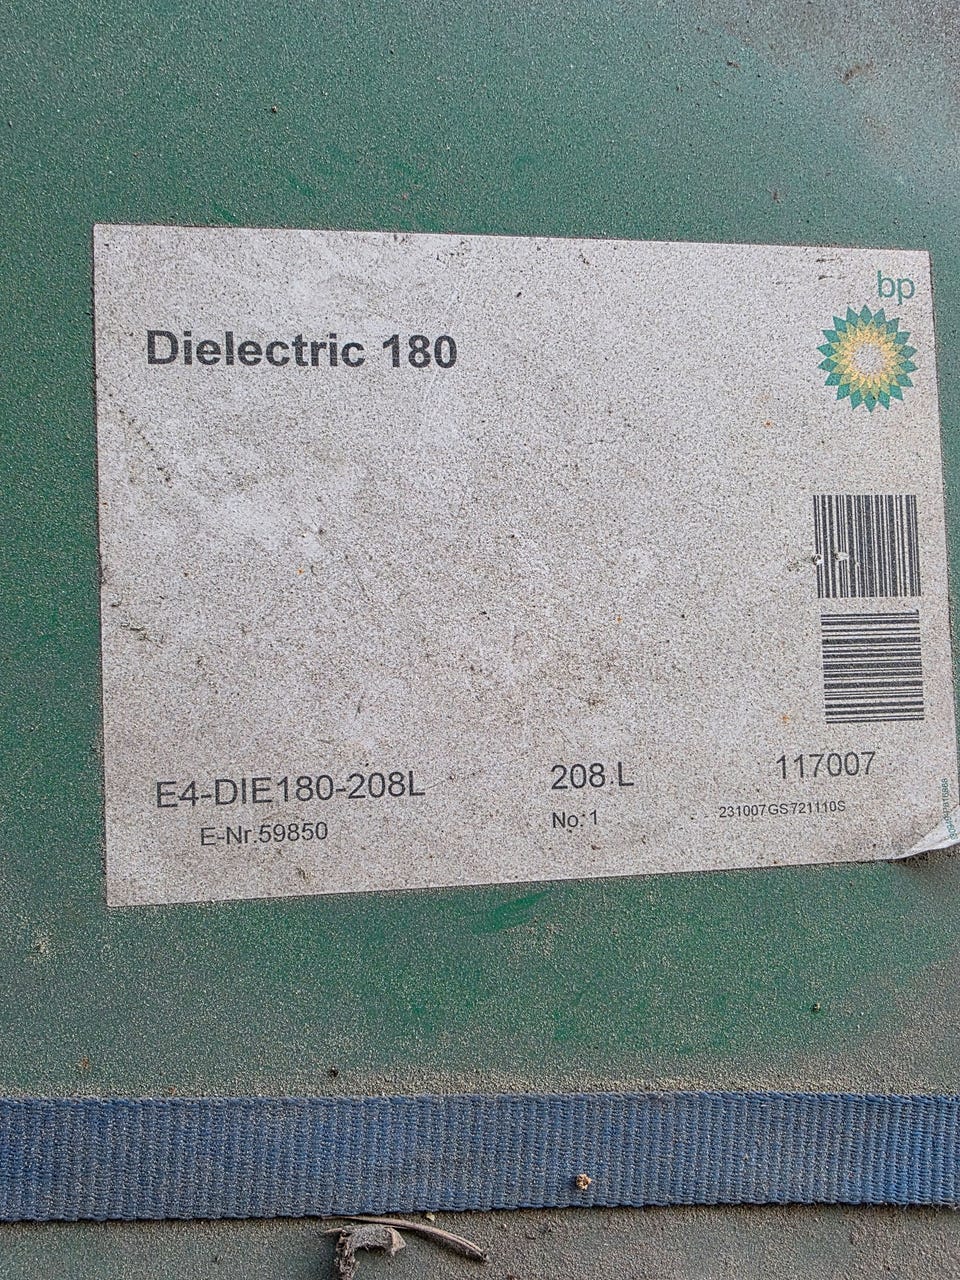 bp
Dielectric 180
E4-DIE180-208L
208 L
117007
E-Nr.59850
No: 1
231007GS721110S